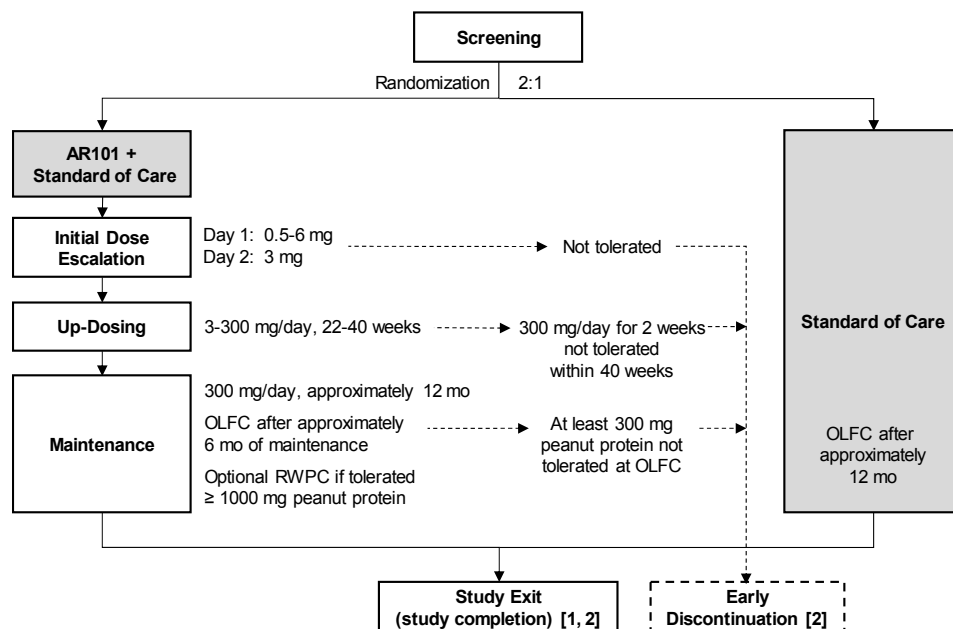 Screening
Randomization 2:1
AR101 +
Standard of Care
Initial Dose
Escalation
Day 1: 0.5-6 mg
Day 2: 3 mg
Not tolerated
Up-Dosing
3-300 mg/day, 22-40 weeks
300 mg/day for 2 weeks
not tolerated
within 40 weeks
Maintenance
300 mg/day, approximately 12 mo
OLFC after approximately
6 mo of maintenance
Optional RWPC if tolerated
≥ 1000 mg peanut protein
At least 300 mg
peanut protein not
tolerated at OLFC
Standard of Care
OLFC after
approximately
12 mo
Study Exit
(study completion) [1, 2]
Early
Discontinuation [2]